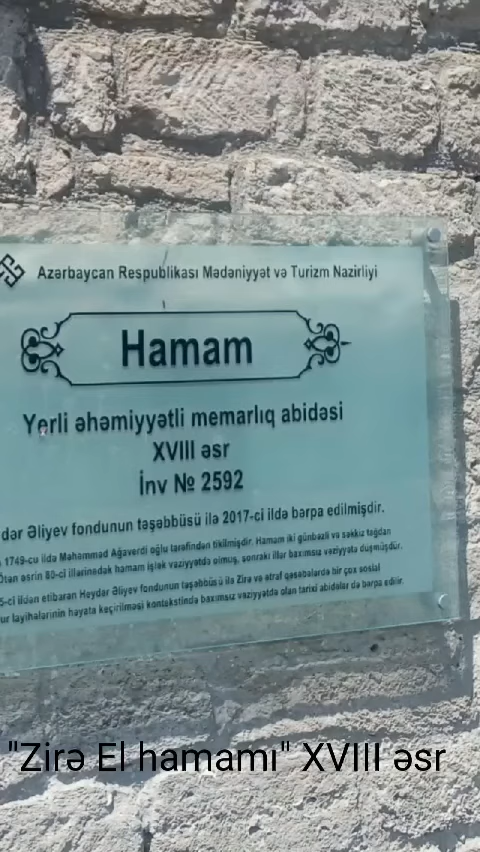 Azərbaycan Respublikası Mədəniyyət və Turizm Nazirliyi
Hamam
Yerli əhəmiyyətli memarlıq abidəsi
XVIII əsr
İnv № 2592
dər Əliyev fondunun təşəbbüsü ilə 2017-ci ildə bərpa edilmişdir.
1749-cu ildə Məhəmməd Ağaverdi oğlu tərəfindən tikilmişdir. Hamam iki günbəzli və səkkiz tağdan
Ötən əsrin 80-ci illərinədək hamam işlək vəziyyətdə olmuş, sonrakı illər baxımsız vəziyyətə düşmüşdür.
5-ci ildən etibarən Heydər Əliyev fondunun təşəbbüsü ilə Zirə və ətraf qəsəbələrdə bir çox sosial
layihələrinin həyata keçirilməsi kontekstində baxımsız vəziyyətdə olan tarixi abidələr də bərpa edilir.
"Zirə El hamamı" XVIII əsr